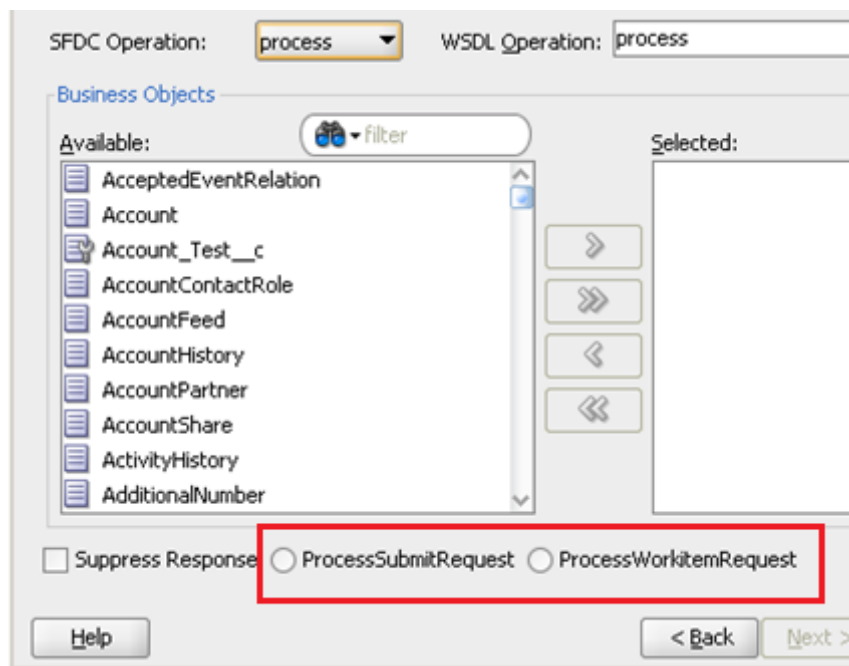 SFDC Operation: process WSDL Operation: process
Business Objects
Available: filter Selected:
AcceptedEventRelation
Account
Account_Test__c
AccountContactRole
AccountFeed
AccountHistory
AccountPartner
AccountShare
ActivityHistory
AdditionalNumber
Suppress Response ProcessSubmitRequest ProcessWorkitemRequest
Help < Back Next >